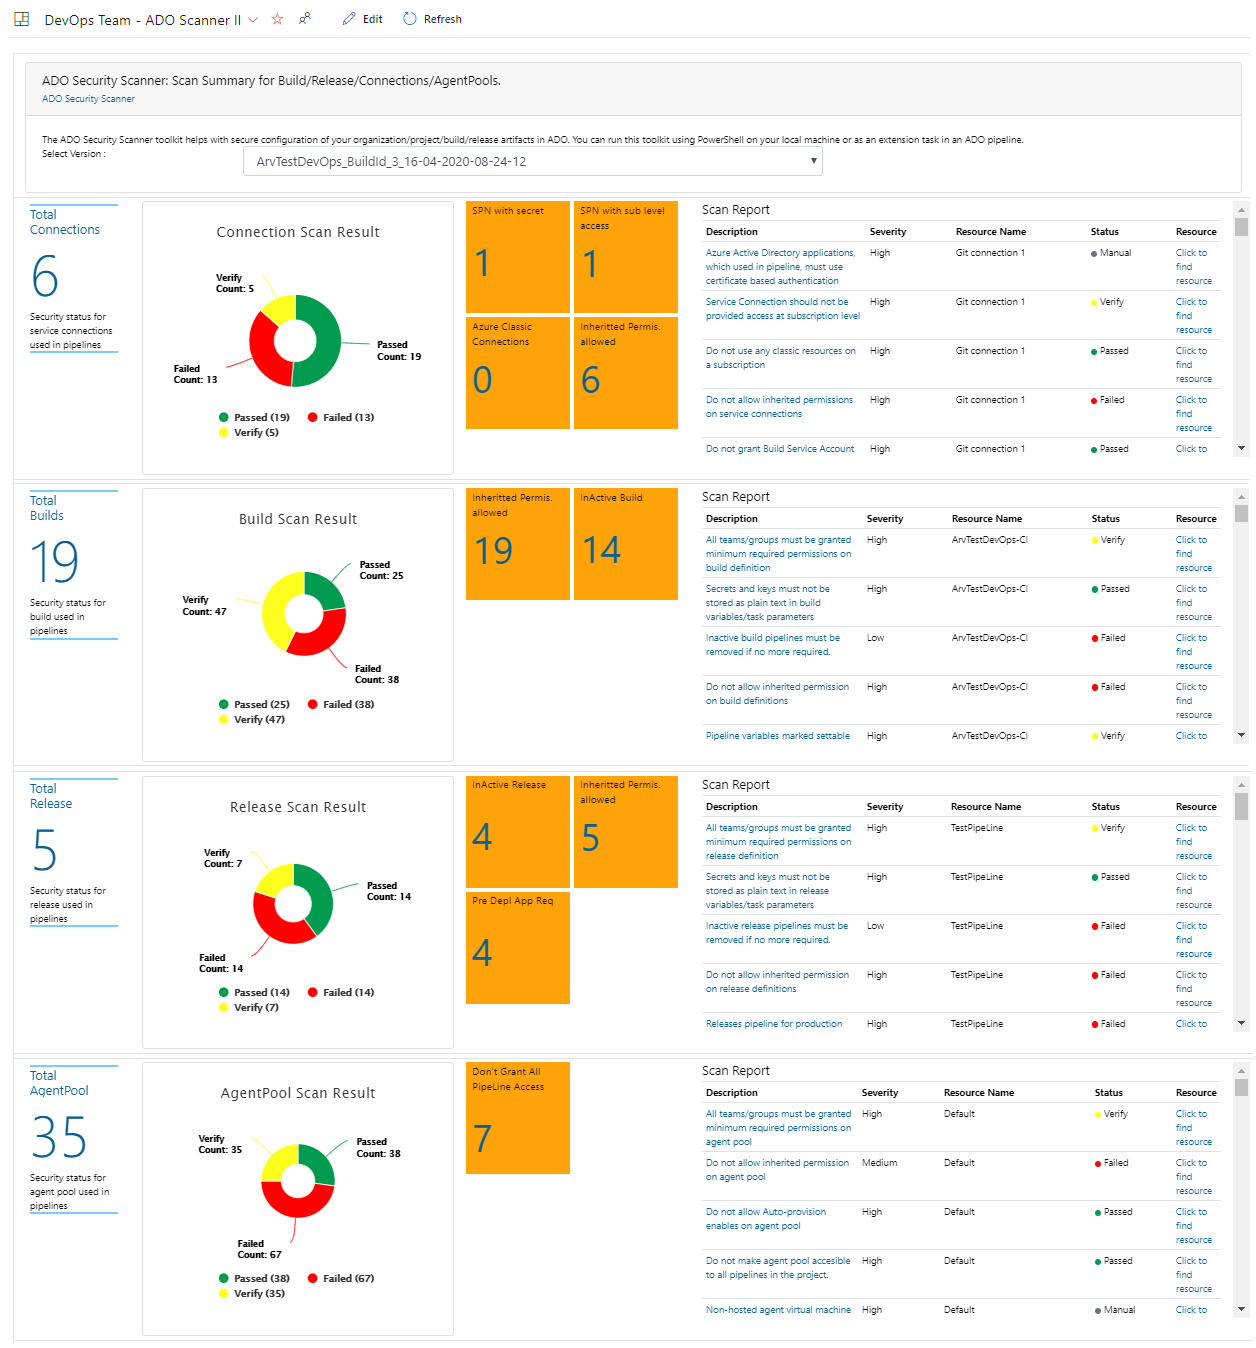 DevOps Team - ADO Scanner II
Edit
Refresh
ADO Security Scanner: Scan Summary for Build/Release/Connections/AgentPools.
ADO Security Scanner
The ADO Security Scanner toolkit helps with secure configuration of your organization/project/build/release artifacts in ADO. You can run this toolkit using PowerShell on your local machine or as an extension task in an ADO pipeline.
Select Version :
ArvTestDevOps_BuildId_3_16-04-2020-08-24-12
Total
Connections
6
Security status for
service connections
used in pipelines
Connection Scan Result
Verify
Count: 5
Passed
Count: 19
Failed
Count: 13
Passed (19)
Failed (13)
Verify (5)
SPN with secret
1
SPN with sub level
access
1
Azure Classic
Connections
0
Inheritted Permis.
allowed
6
Scan Report
Description Severity Resource Name Status Resource
Azure Active Directory applications, High Git connection 1 Manual Click to
which used in pipeline, must use find
certificate based authentication resource
Service Connection should not be High Git connection 1 Verify Click to
provided access at subscription level find
resource
Do not use any classic resources on High Git connection 1 Passed Click to
a subscription find
resource
Do not allow inherited permissions High Git connection 1 Failed Click to
on service connections find
resource
Do not grant Build Service Account High Git connection 1 Passed Click to
Total
Builds
19
Security status for
build used in
pipelines
Build Scan Result
Passed
Count: 25
Verify
Count: 47
Failed
Count: 38
Passed (25)
Failed (38)
Verify (47)
Inheritted Permis.
allowed
19
InActive Build
14
Scan Report
Description Severity Resource Name Status Resource
All teams/groups must be granted High ArvTestDevOps-CI Verify Click to
minimum required permissions on find
build definition resource
Secrets and keys must not be High ArvTestDevOps-CI Passed Click to
stored as plain text in build find
variables/task parameters resource
Inactive build pipelines must be Low ArvTestDevOps-CI Failed Click to
removed if no more required. find
resource
Do not allow inherited permission High ArvTestDevOps-CI Failed Click to
on build definitions find
resource
Pipeline variables marked settable High ArvTestDevOps-CI Verify Click to
Total
Release
5
Security status for
release used in
pipelines
Release Scan Result
Verify
Count: 7
Passed
Count: 14
Failed
Count: 14
Passed (14)
Failed (14)
Verify (7)
InActive Release
4
Inheritted Permis.
allowed
5
Pre Depl App Req
4
Scan Report
Description Severity Resource Name Status Resource
All teams/groups must be granted High TestPipeLine Verify Click to
minimum required permissions on find
release definition resource
Secrets and keys must not be High TestPipeLine Passed Click to
stored as plain text in release find
variables/task parameters resource
Inactive release pipelines must be Low TestPipeLine Failed Click to
removed if no more required. find
resource
Do not allow inherited permission High TestPipeLine Failed Click to
on release definitions find
resource
Releases pipeline for production High TestPipeLine Failed Click to
Total
AgentPool
35
Security status for
agent pool used in
pipelines
AgentPool Scan Result
Verify
Count: 35
Passed
Count: 38
Failed
Count: 67
Passed (38)
Failed (67)
Verify (35)
Don't Grant All
PipeLine Access
7
Scan Report
Description Severity Resource Name Status Resource
All teams/groups must be granted High Default Verify Click to
minimum required permissions on find
agent pool resource
Do not allow inherited permission Medium Default Failed Click to
on agent pool find
resource
Do not allow Auto-provision High Default Passed Click to
enables on agent pool find
resource
Do not make agent pool accesible High Default Passed Click to
to all pipelines in the project. find
resource
Non-hosted agent virtual machine High Default Manual Click to